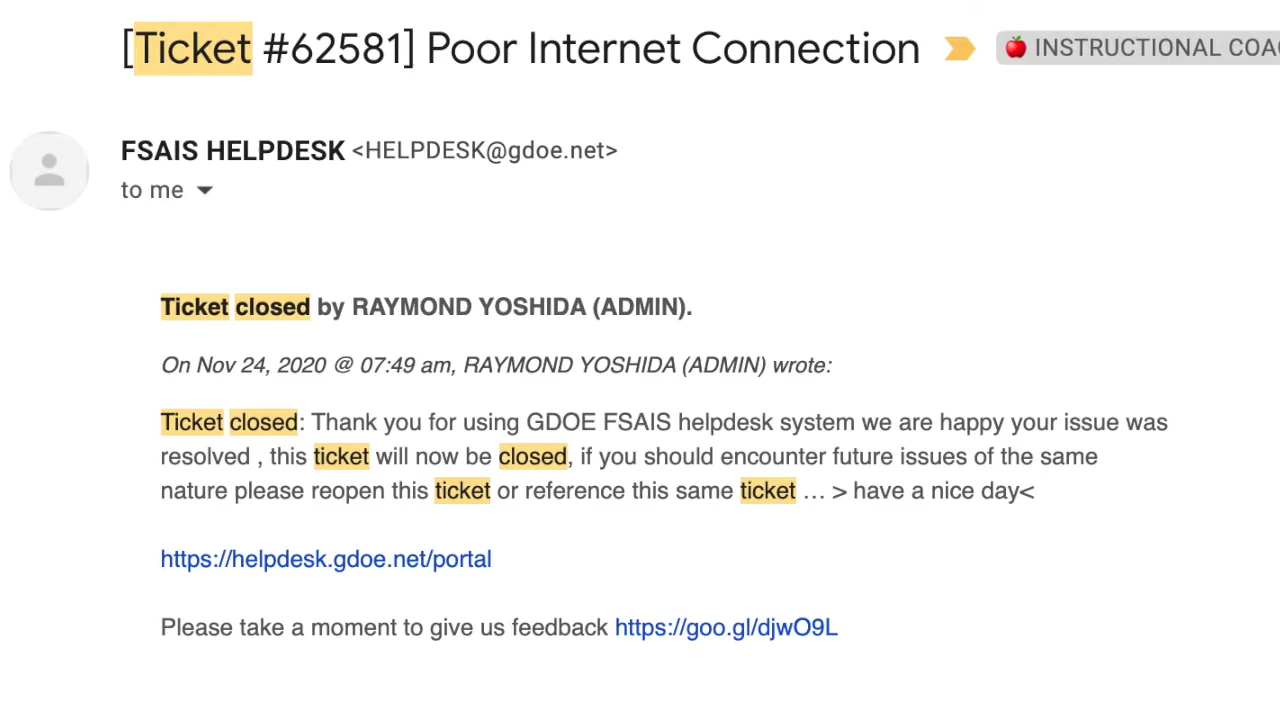 [Ticket #62581] Poor Internet Connection
INSTRUCTIONAL
FSAIS HELPDESK <HELPDESK@gdoe.net>
to me
Ticket closed by RAYMOND YOSHIDA (ADMIN).
On Nov 24, 2020 @ 07:49 am, RAYMOND YOSHIDA (ADMIN) wrote:
Ticket closed: Thank you for using GDOE FSAIS helpdesk system we are happy your issue was
resolved , this ticket will now be closed, if you should encounter future issues of the same
nature please reopen this ticket or reference this same ticket … > have a nice day<
https://helpdesk.gdoe.net/portal
Please take a moment to give us feedback https://goo.gl/djwO9L